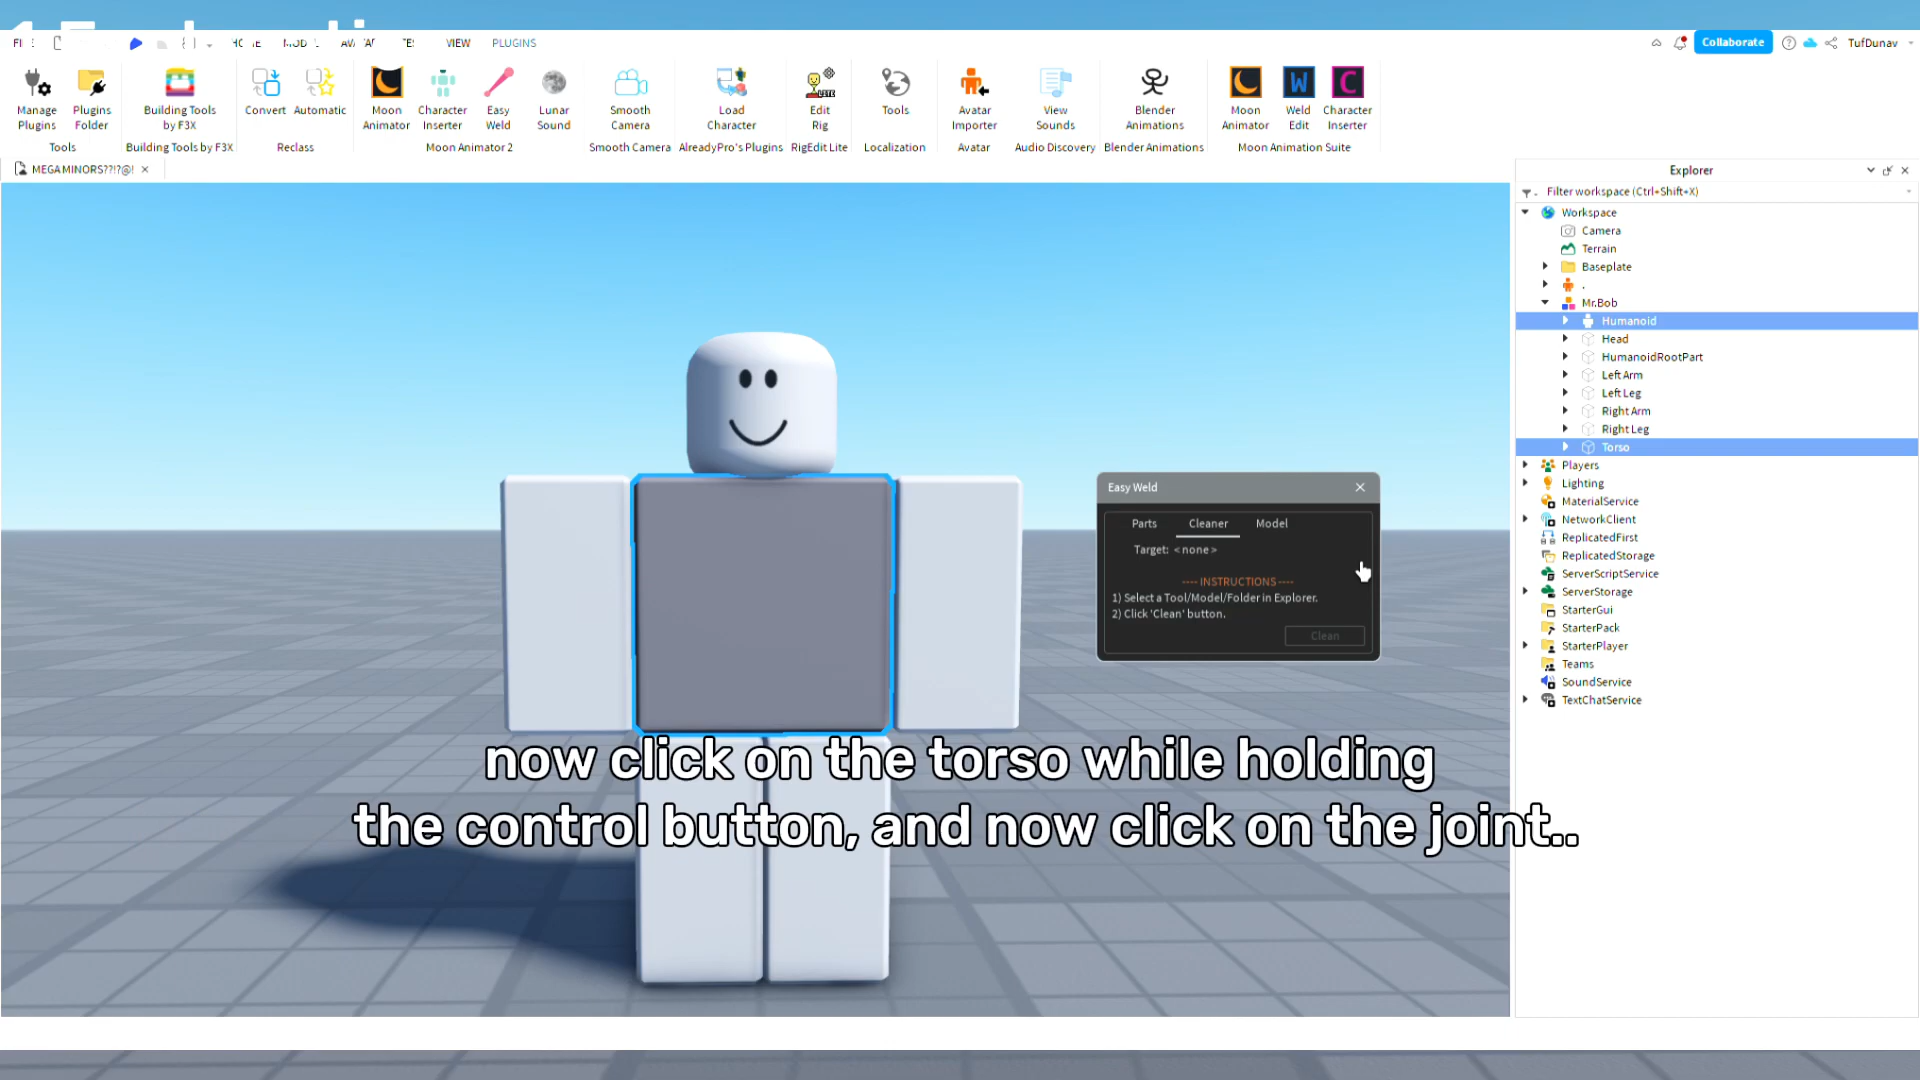 VIEW
PLUGINS
Collaborate
TufDunav
Manage
Plugins
Plugins
Folder
Tools
Building Tools
by F3X
Building Tools by F3X
Convert
Automatic
Reclass
Moon
Animator
Character
Inserter
Easy
Weld
Lunar
Sound
Moon Animator 2
Smooth
Camera
Smooth Camera
Load
Character
AlreadyPro's Plugins
LITE
Edit
Rig
RigEdit Lite
Tools
Localization
Avatar
Importer
Avatar
View
Sounds
Audio Discovery
Blender
Animations
Blender Animations
Moon
Animator
W
Weld
Edit
C
Character
Inserter
Moon Animation Suite
MEGAMINORS??!?@!
Explorer
Filter workspace (Ctrl+Shift+X)
Workspace
Camera
Terrain
Baseplate
.
Mr.Bob
Humanoid
Head
HumanoidRootPart
Left Arm
Left Leg
Right Arm
Right Leg
Torso
Players
Lighting
MaterialService
NetworkClient
ReplicatedFirst
ReplicatedStorage
ServerScriptService
ServerStorage
StarterGui
StarterPack
StarterPlayer
Teams
SoundService
TextChatService
Easy Weld
Parts
Cleaner
Model
Target: <none>
---- INSTRUCTIONS ----
1) Select a Tool/Model/Folder in Explorer.
2) Click 'Clean' button.
Clean
now click on the torso while holding
the control button, and now click on the joint..